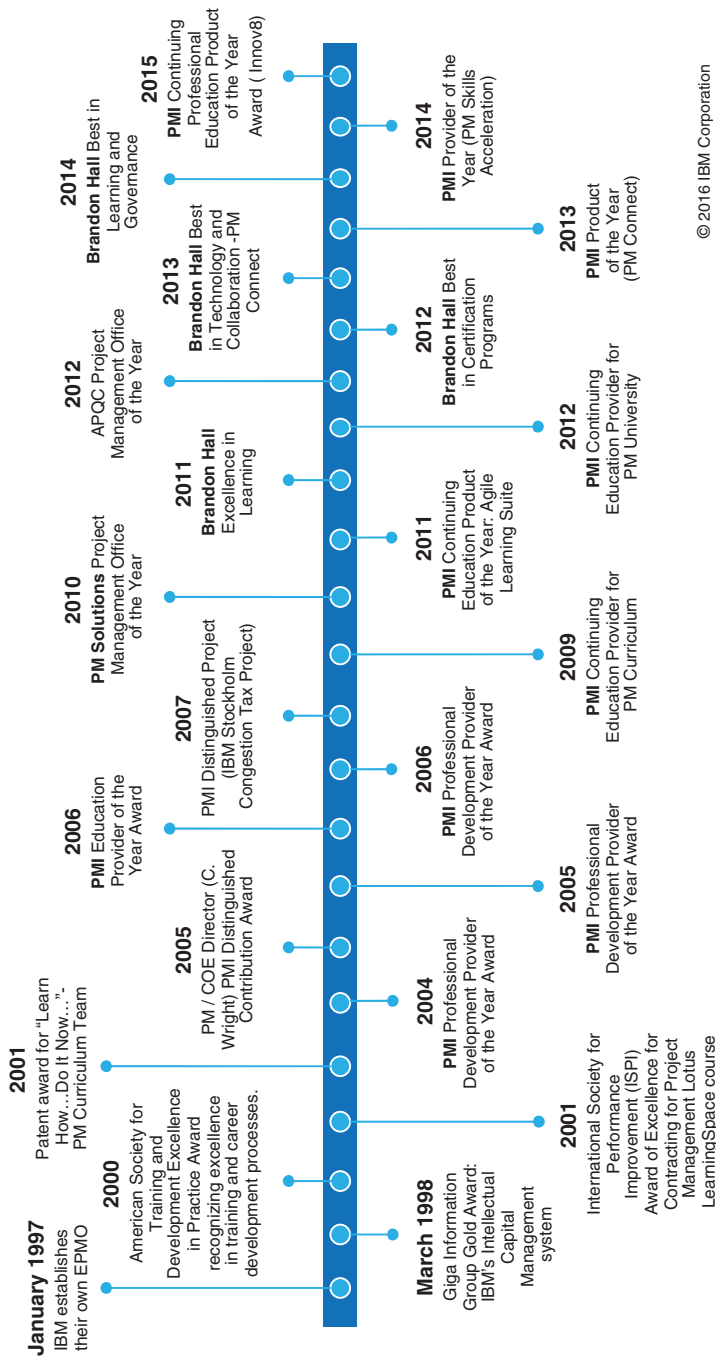 January 1997
IBM establishes
their own EPMO
March 1998
Giga Information
Group Gold Award:
IBM's Intellectual
Capital
Management
system
2000
American Society for
Training and
Development Excellence
in Practice Award
recognizing excellence
in training and career
development processes.
2001
International Society for
Performance
Improvement (ISPI)
Award of Excellence for
Contracting for Project
Management Lotus
LearningSpace course
2001
Patent award for “Learn
How…Do It Now…”-
PM Curriculum Team
2004
PMI Professional
Development Provider
of the Year Award
2005
PM / COE Director (C.
Wright) PMI Distinguished
Contribution Award
2005
PMI Professional
Development Provider
of the Year Award
2006
PMI Education
Provider of the
Year Award
2006
PMI Professional
Development Provider
of the Year Award
2007
PMI Distinguished Project
(IBM Stockholm
Congestion Tax Project)
2009
PMI Continuing
Education Provider for
PM Curriculum
2010
PM Solutions Project
Management Office
of the Year
2011
PMI Continuing
Education Product
of the Year: Agile
Learning Suite
2011
Brandon Hall
Excellence in
Learning
2012
PMI Continuing
Education Provider for
PM University
2012
APQC Project
Management Office
of the Year
2012
Brandon Hall Best
in Certification
Programs
2013
Brandon Hall Best
in Technology and
Collaboration -PM
Connect
2013
PMI Product
of the Year
(PM Connect)
2014
Brandon Hall Best in
Learning and
Governance
2014
PMI Provider of the
Year (PM Skills
Acceleration)
2015
PMI Continuing
Professional
Education Product
of the Year
Award ( Innov8)
© 2016 IBM Corporation